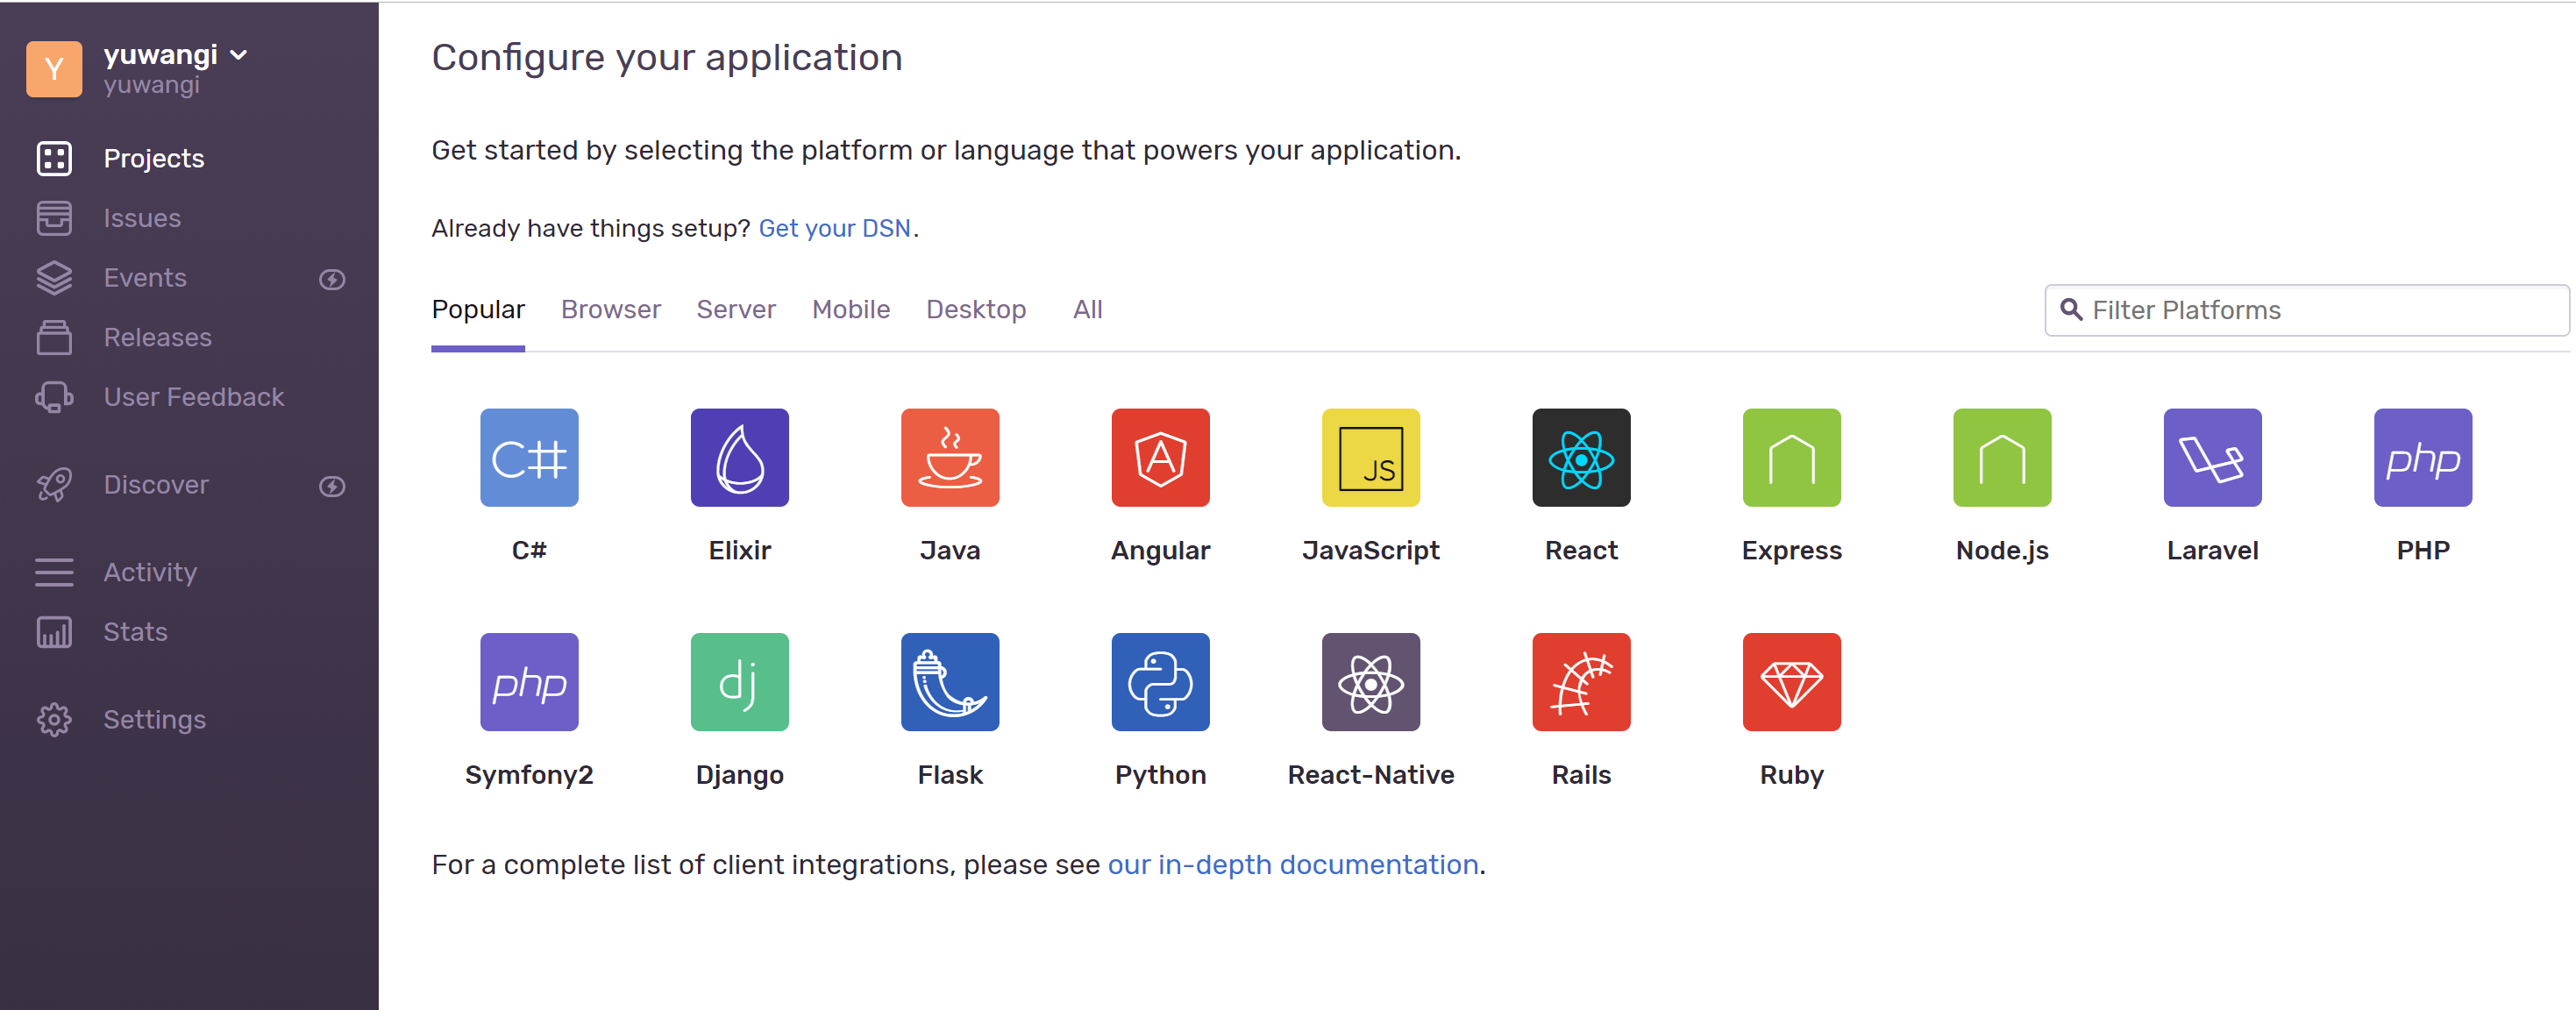 Y
yuwangi
yuwangi
Projects
Issues
Events
Releases
User Feedback
Discover
Activity
Stats
Settings
Configure your application
Get started by selecting the platform or language that powers your application.
Already have things setup? Get your DSN.
Popular Browser Server Mobile Desktop All
Filter Platforms
C# A JS php
C# Elixir Java Angular JavaScript React Express Node.js Laravel PHP
php dj
Symfony2 Django Flask Python React-Native Rails Ruby
For a complete list of client integrations, please see our in-depth documentation.